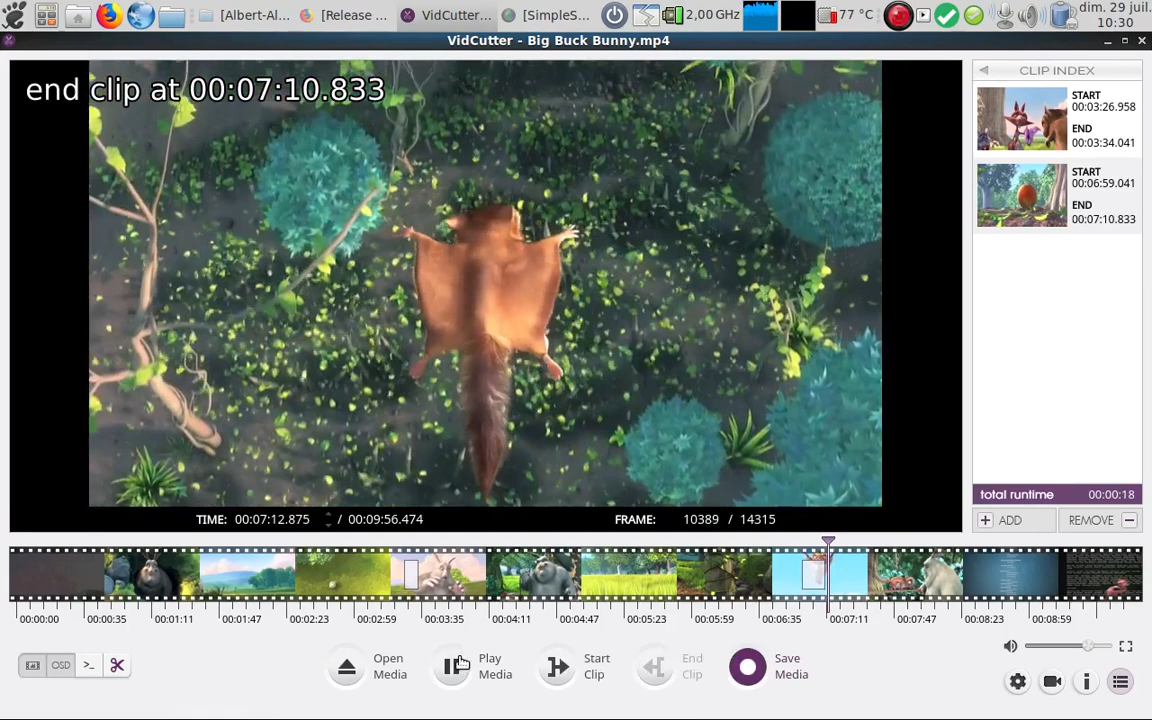 [Albert-Al...
[Release ...
VidCutter...
[SimpleS...
2,00 GHz
77 °C
dim. 29 juil.
10:30
VidCutter - Big Buck Bunny.mp4
end clip at 00:07:10.833
CLIP INDEX
START
00:03:26.958
END
00:03:34.041
START
00:06:59.041
END
00:07:10.833
total runtime 00:00:18
ADD
REMOVE
TIME: 00:07:12.875 / 00:09:56.474
FRAME: 10389 / 14315
00:00:00 00:00:35 00:01:11 00:01:47 00:02:23 00:02:59 00:03:35 00:04:11 00:04:47 00:05:23 00:05:59 00:06:35 00:07:11 00:07:47 00:08:23 00:08:59
OSD
>_
Open
Media
Play
Media
Start
Clip
End
Clip
Save
Media